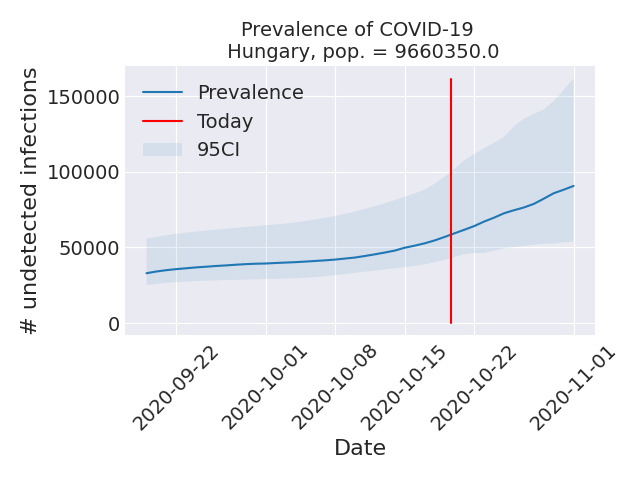 Prevalence of COVID-19
Hungary, pop. = 9660350.0
# undetected infections
150000
100000
50000
0
Prevalence
Today
95CI
2020-09-22
2020-10-01
2020-10-08
2020-10-15
2020-10-22
2020-11-01
Date